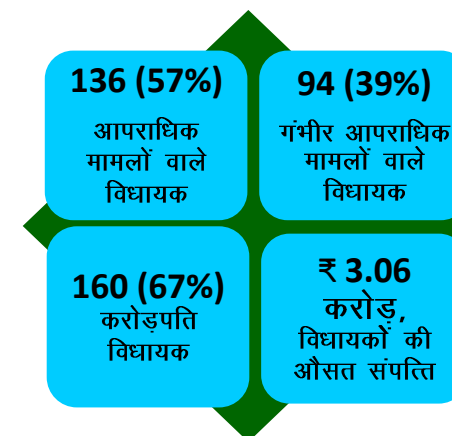 136 (57%)
आपराधिक
मामलों वाले
विधायक
94 (39%)
गंभीर आपराधिक
मामलों वाले
विधायक
160 (67%)
करोड़पति
विधायक
₹ 3.06
करोड़,
विधायकों की
औसत संपत्ति